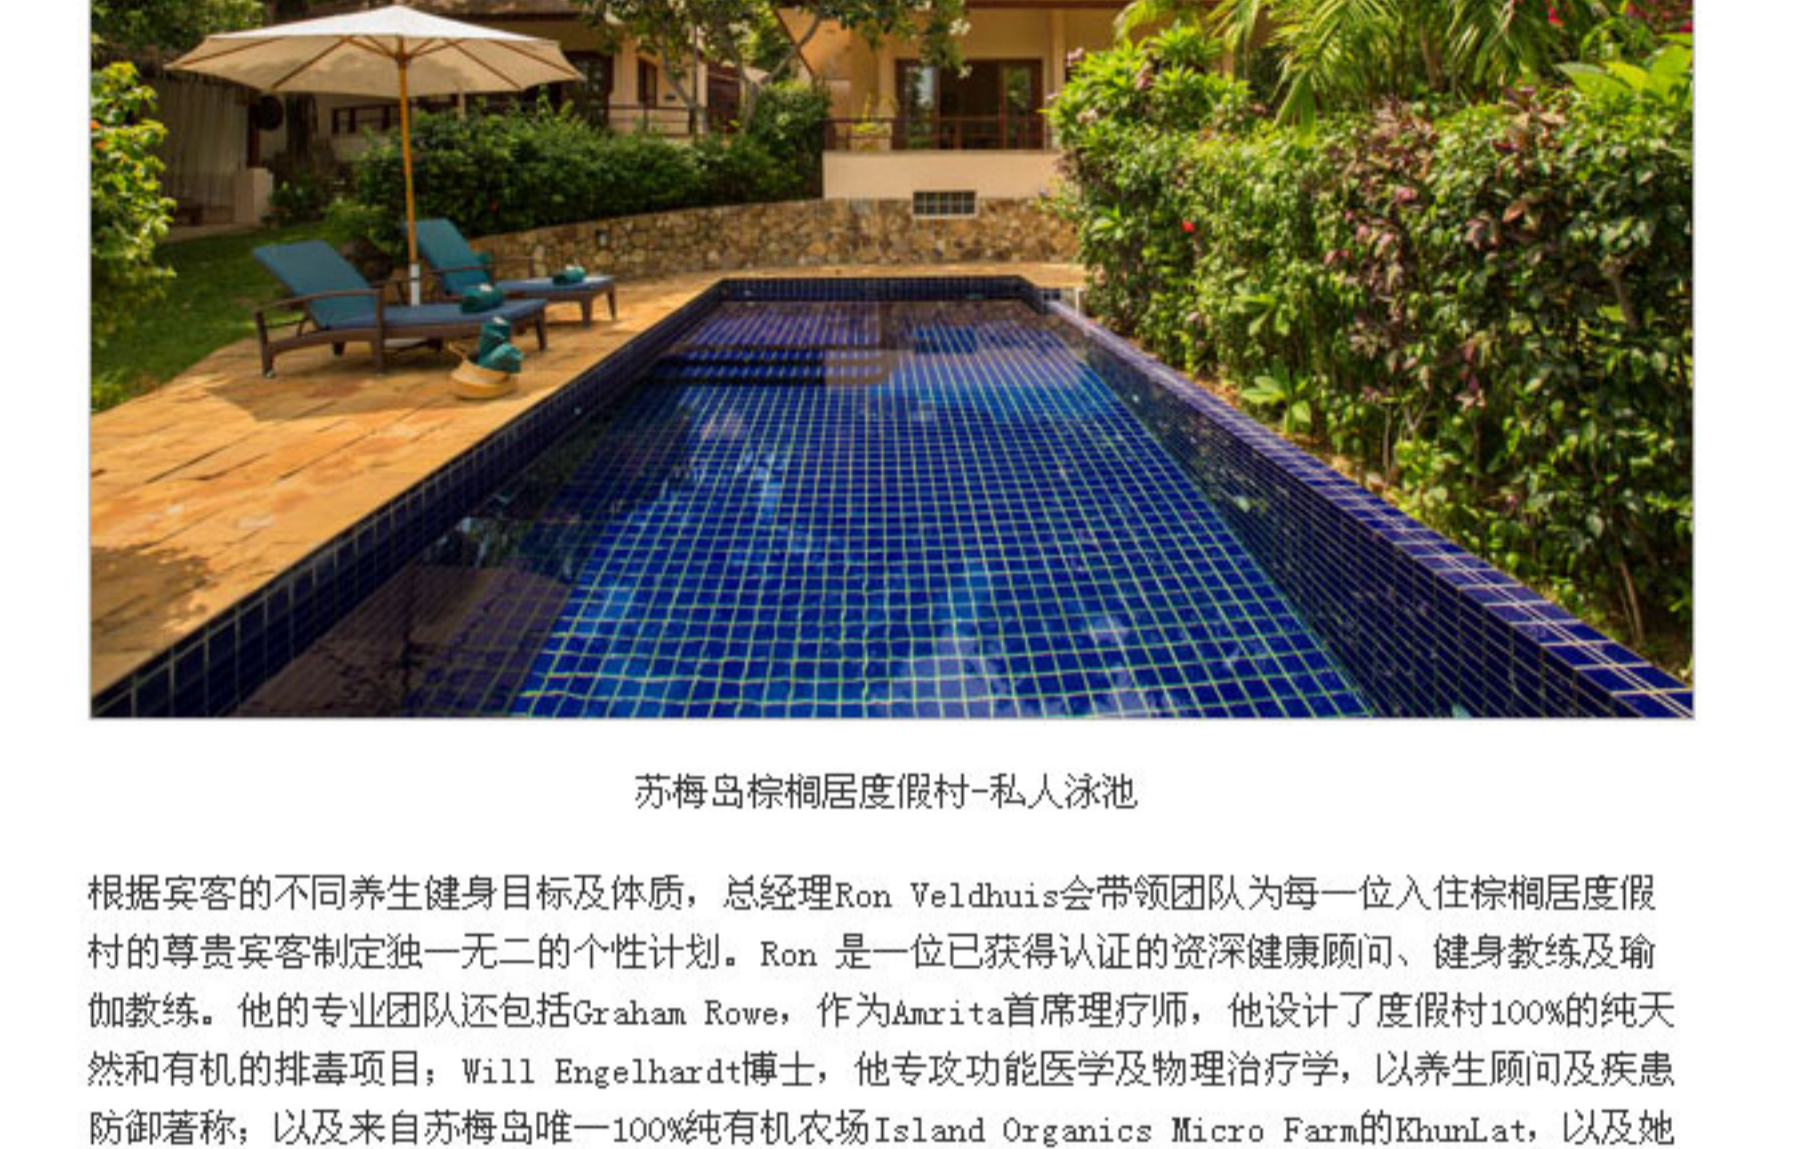 苏梅岛棕榈居度假村-私人泳池
根据宾客的不同养生健身目标及体质，总经理Ron Veldhuis会带领团队为每一位入住棕榈居度假
村的尊贵宾客制定独一无二的个性计划。Ron 是一位已获得认证的资深健康顾问、健身教练及瑜
伽教练。他的专业团队还包括Graham Rowe，作为Amrita首席理疗师，他设计了度假村100%的纯天
然和有机的排毒项目；Will Engelhardt博士，他专攻功能医学及物理治疗学，以养生顾问及疾患
防御著称；以及来自苏梅岛唯一100%纯有机农场Island Organics Micro Farm的KhunLat，以及她